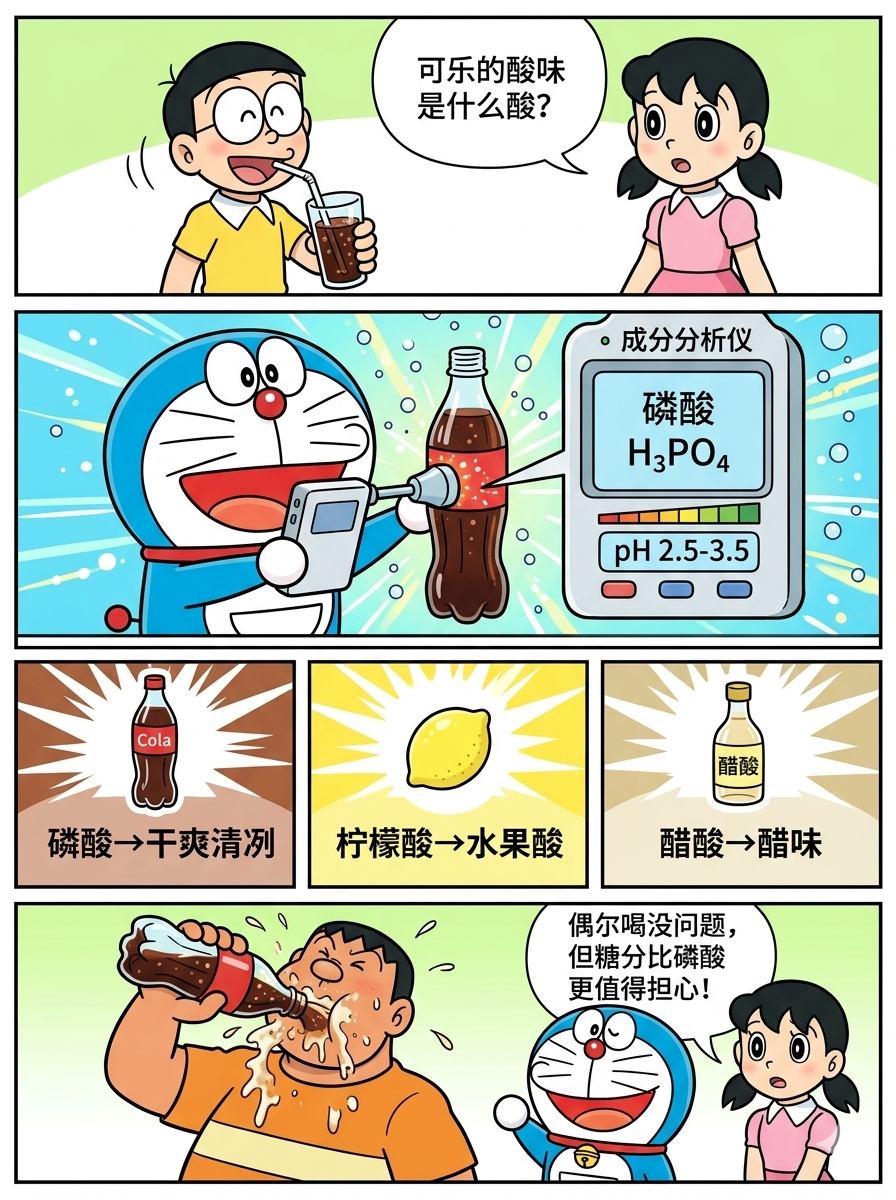 可乐的酸味
是什么酸？
成分分析仪
磷酸
H₃PO₄
pH 2.5-3.5
Cola
磷酸→干爽清冽
柠檬酸→水果酸
醋酸
醋酸→醋味
偶尔喝没问题，
但糖分比磷酸
更值得担心！